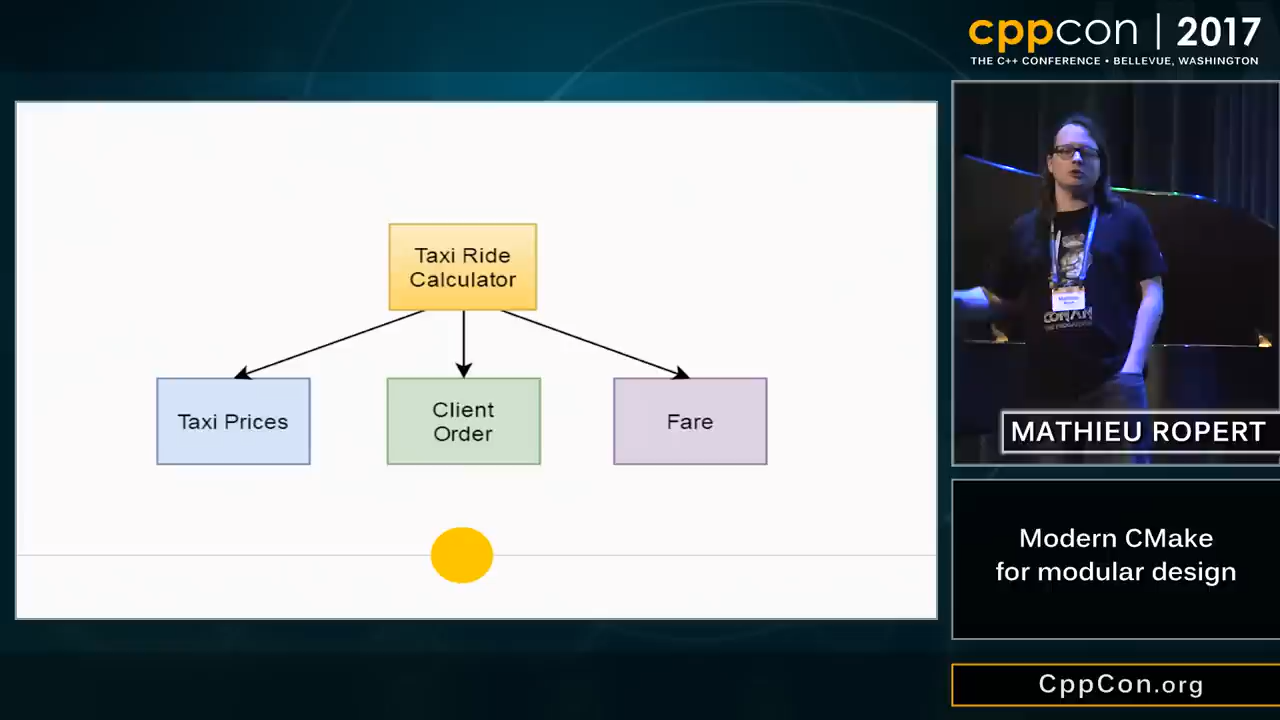 cppcon | 2017
THE C++ CONFERENCE • BELLEVUE, WASHINGTON
Taxi Ride
Calculator
Taxi Prices
Client
Order
Fare
CONAN
MATHIEU ROPERT
Modern CMake
for modular design
CppCon.org